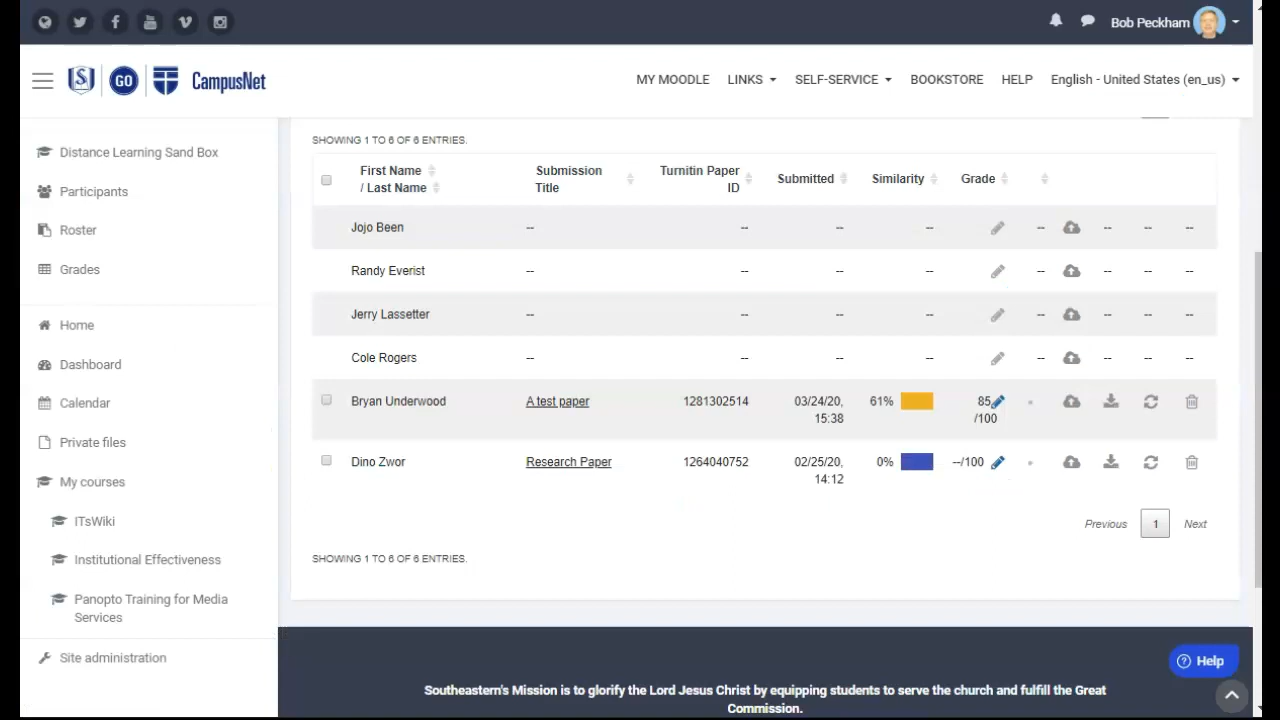 Bob Peckham
S GO CampusNet
MY MOODLE LINKS SELF-SERVICE BOOKSTORE HELP English - United States (en_us)
Distance Learning Sand Box
Participants
Roster
Grades
Home
Dashboard
Calendar
Private files
My courses
ITsWiki
Institutional Effectiveness
Panopto Training for Media
Services
Site administration
SHOWING 1 TO 6 OF 6 ENTRIES.
First Name / Last Name Submission Title Turnitin Paper ID Submitted Similarity Grade
Jojo Been -- -- -- -- -- -- -- --
Randy Everist -- -- -- -- -- -- -- --
Jerry Lassetter -- -- -- -- -- -- -- --
Cole Rogers -- -- -- -- -- -- -- --
Bryan Underwood A test paper 1281302514 03/24/20, 15:38 61% 85 /100
Dino Zwor Research Paper 1264040752 02/25/20, 14:12 0% --/100
Previous 1 Next
SHOWING 1 TO 6 OF 6 ENTRIES.
Help
Southeastern's Mission is to glorify the Lord Jesus Christ by equipping students to serve the church and fulfill the Great
Commission.